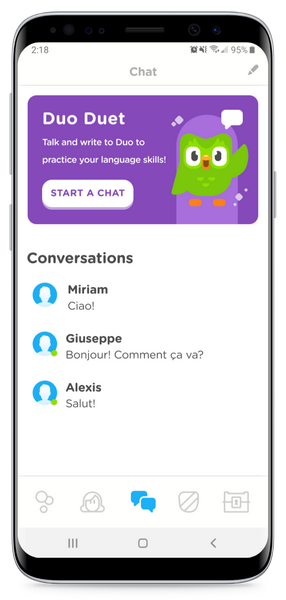 2:18 95%
Chat
Duo Duet
Talk and write to Duo to
practice your language skills!
START A CHAT
Conversations
Miriam
Ciao!
Giuseppe
Bonjour! Comment ça va?
Alexis
Salut!